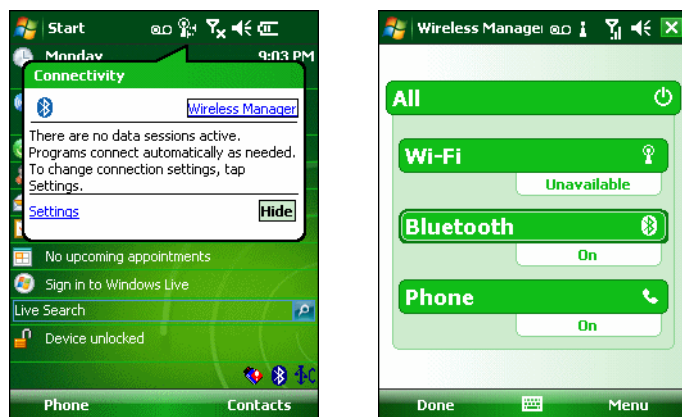 Start
Monday 9:03 PM
Connectivity
Wireless Manager
There are no data sessions active.
Programs connect automatically as needed.
To change connection settings, tap
Settings.
Settings Hide
No upcoming appointments
Sign in to Windows Live
Live Search
Device unlocked
Phone Contacts
Wireless Manager
All
Wi-Fi
Unavailable
Bluetooth
On
Phone
On
Done Menu